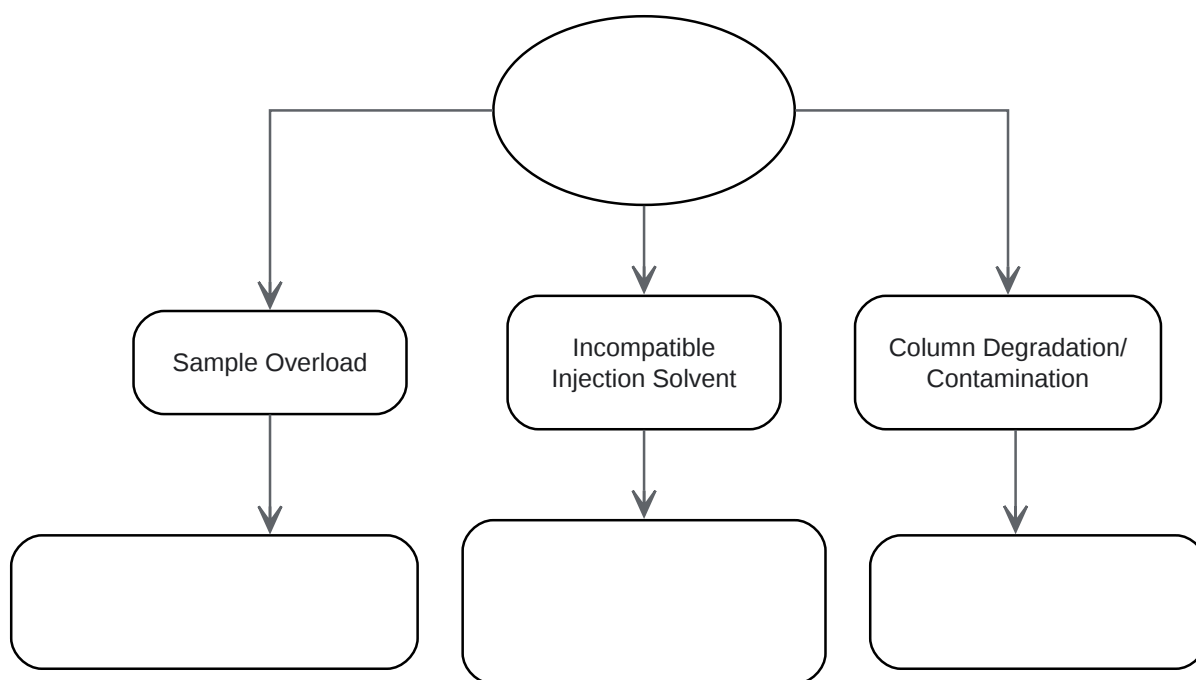 Sample Overload
Incompatible
Injection Solvent
Column Degradation/
Contamination